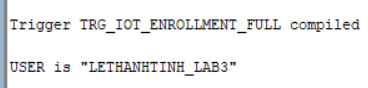 Trigger TRG_IOT_ENROLLMENT_FULL compiled
USER is "LETHANHTINH_LAB3"